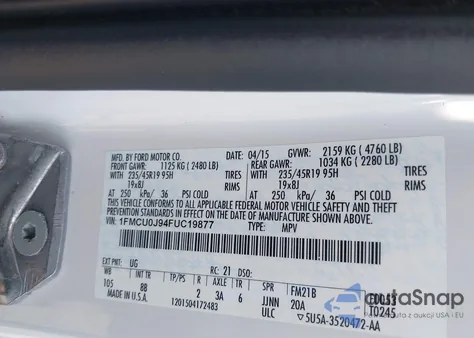 MFD. BY FORD MOTOR CO.
04/15 GVWR: 2159 KG ( 4760 LB)
FRONT GAWR: 1125 KG ( 2480 LB)
REAR GAWR: 1034 KG ( 2280 LB)
WITH 235/45R19 95H TIRES
WITH 235/45R19 95H TIRES
19x8J RIMS
19x8J RIMS
AT 250 kPa/ 36 PSI COLD
AT 250 kPa/ 36 PSI COLD
THIS VEHICLE CONFORMS TO ALL APPLICABLE FEDERAL MOTOR VEHICLE SAFETY AND BUMPER
STANDARDS IN EFFECT ON THE DATE OF MANUFACTURE SHOWN ABOVE.
VIN: 1FMCU0J94FUC19877
TYPE: MPV
EXT PNT: UG RC: 21 DSO:
WB INT TR TP/PS R AXLE TR SPR FM21B
105 88 2 3A 6 JJNN 20A
MADE IN U.S.A. 1201504172483 ULC 5U5A-3520472-AA
T0245
autoSnap
Доставка и аукционы из США